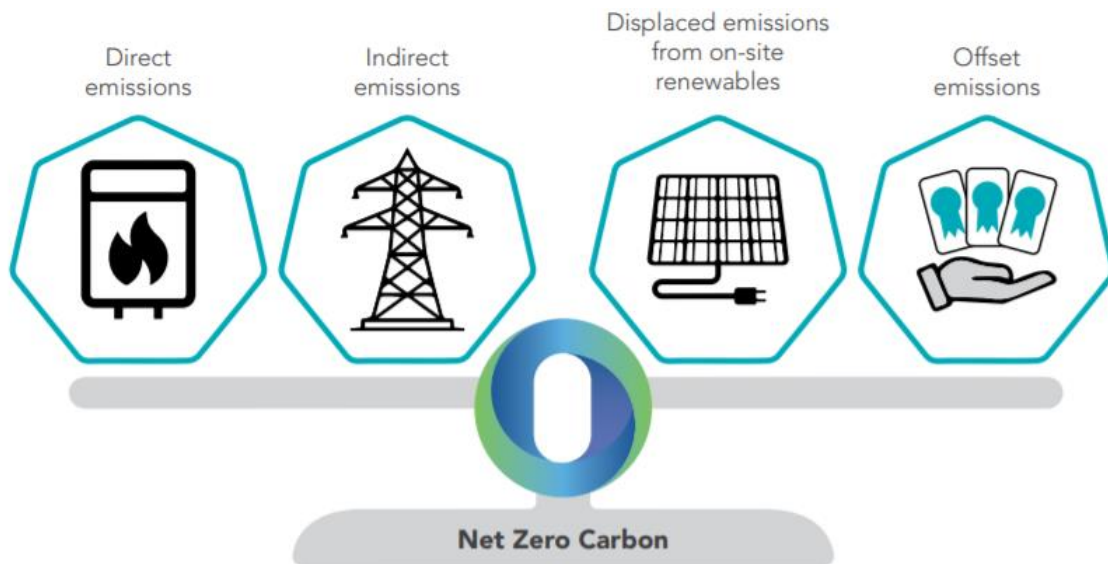 Direct
emissions
Indirect
emissions
Displaced emissions
from on-site
renewables
Offset
emissions
Net Zero Carbon